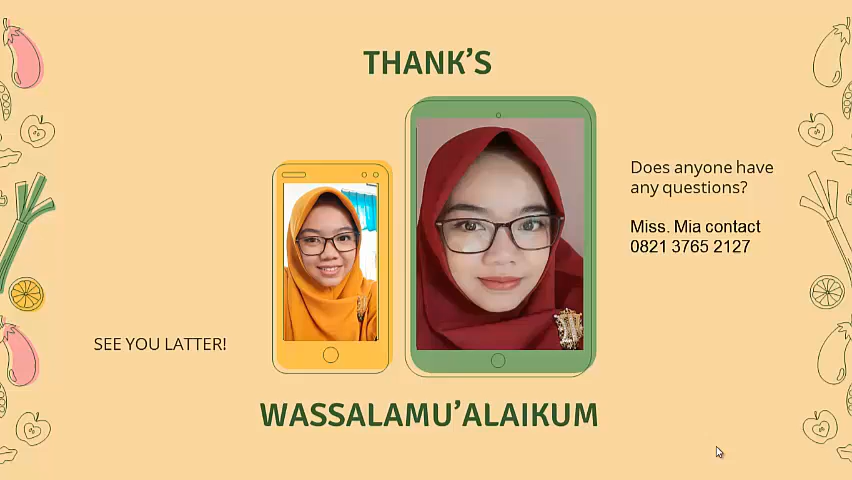 THANK'S
Does anyone have
any questions?
Miss. Mia contact
0821 3765 2127
SEE YOU LATTER!
WASSALAMU'ALAIKUM